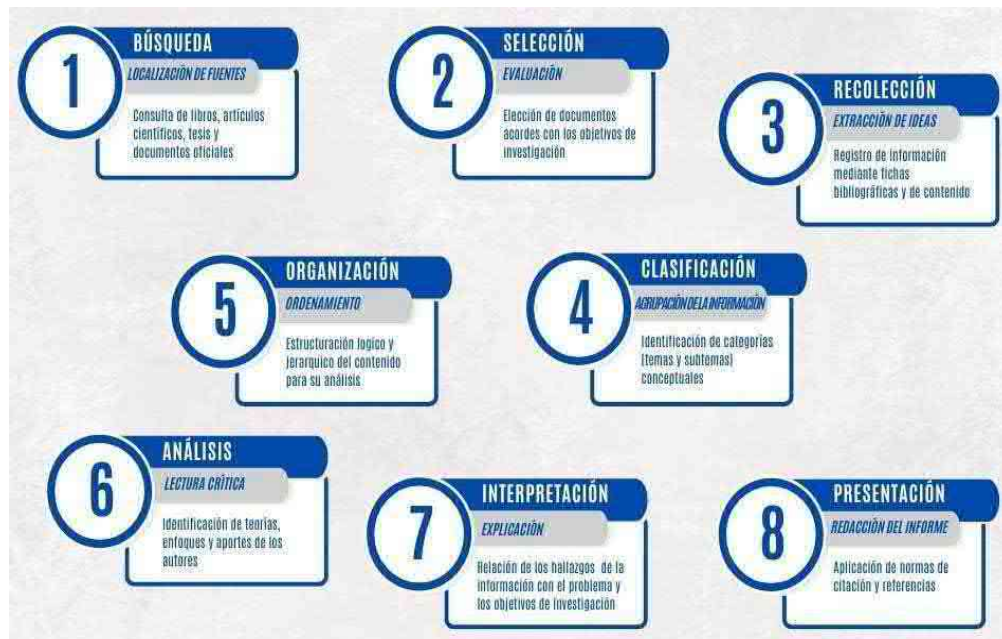 1
BÚSQUEDA
LOCALIZACIÓN DE FUENTES
Consulta de libros, artículos
científicos, tesis y
documentos oficiales
2
SELECCIÓN
EVALUACIÓN
Elección de documentos
acordes con los objetivos de
investigación
3
RECOLECCIÓN
EXTRACCIÓN DE IDEAS
Registro de información
mediante fichas
bibliográficas y de contenido
4
CLASIFICACIÓN
AGRUPACIÓN DE LA INFORMACIÓN
Identificación de categorías
(temas y subtemas)
conceptuales
5
ORGANIZACIÓN
ORDENAMIENTO
Estructuración logico y
jerarquico del contenido
para su análisis
6
ANÁLISIS
LECTURA CRÍTICA
Identificación de teorías,
enfoques y aportes de los
autores
7
INTERPRETACIÓN
EXPLICACIÓN
Relación de los hallazgos de la
información con el problema y
los objetivos de investigación
8
PRESENTACIÓN
REDACCIÓN DEL INFORME
Aplicación de normas de
citación y referencias